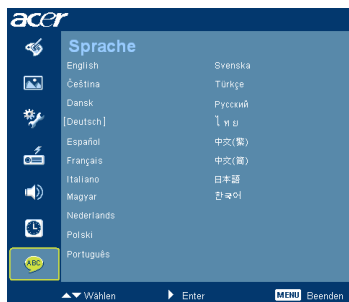 acer
Sprache
English Svenska
Čeština Türkçe
Dansk Русский
[Deutsch] ไทย
Español 中文(繁)
Français 中文(简)
Italiano 日本語
Magyar 한국어
Nederlands
Polski
Português
ABC
▲▼ Wählen ▶ Enter MENU Beenden